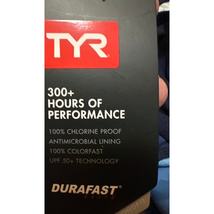 TYR
300+
HOURS OF
PERFORMANCE
100% CHLORINE PROOF
ANTIMICROBIAL LINING
100% COLORFAST
UPF 50+ TECHNOLOGY
DURAFAST